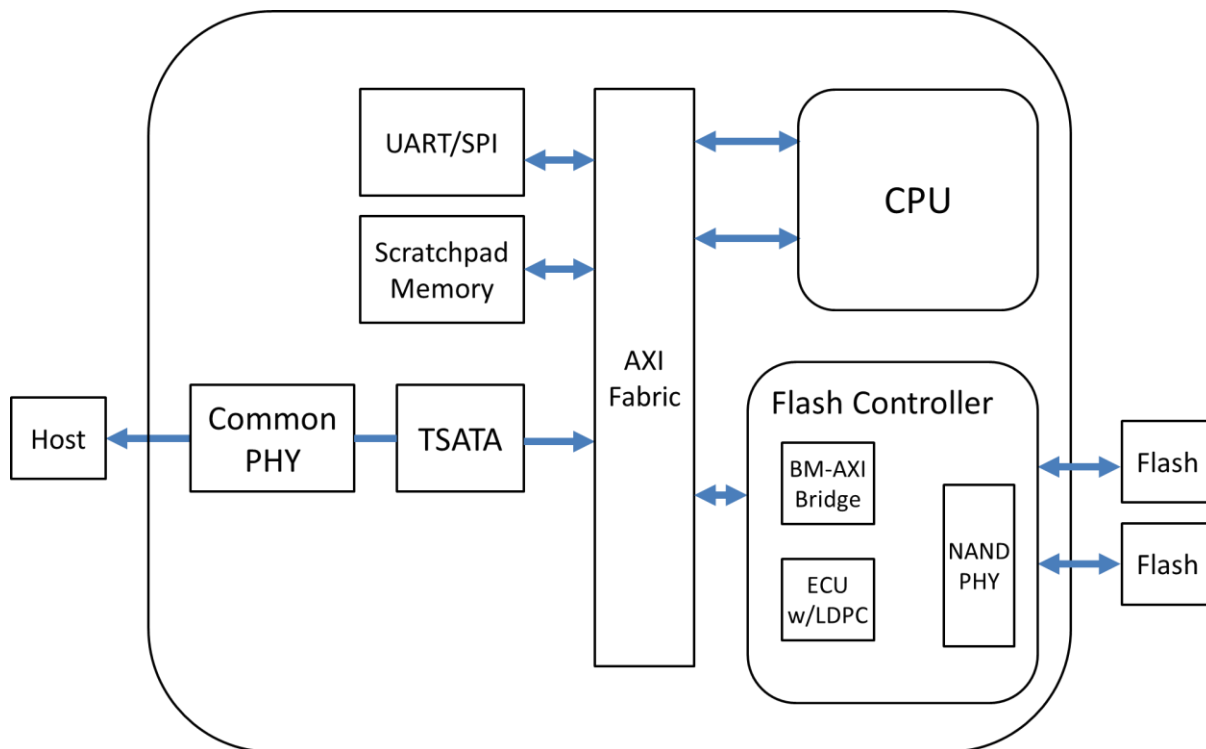 UART/SPI
Scratchpad
Memory
AXI
Fabric
CPU
Host
Common
PHY
TSATA
Flash Controller
BM-AXI
Bridge
ECU
w/LDPC
NAND
PHY
Flash
Flash